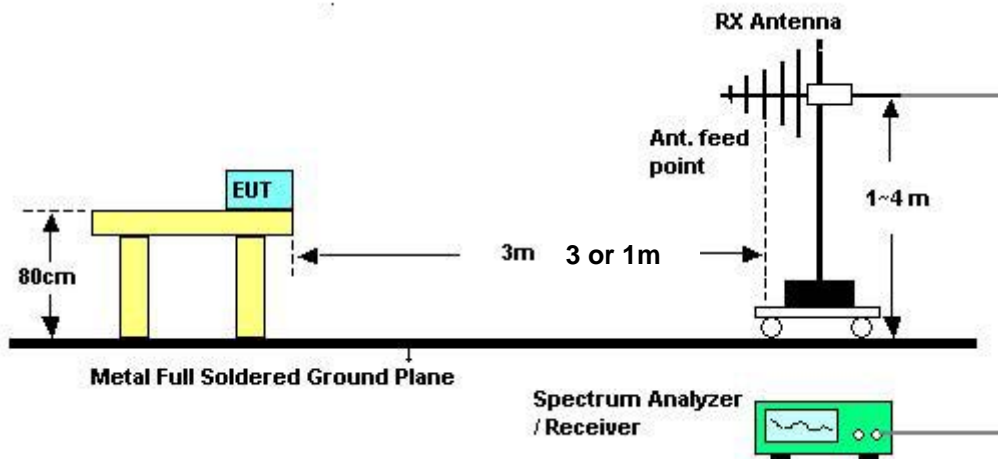 RX Antenna
Ant. feed
point
EUT
1~4 m
3m 3 or 1m
80cm
Metal Full Soldered Ground Plane
Spectrum Analyzer
/ Receiver